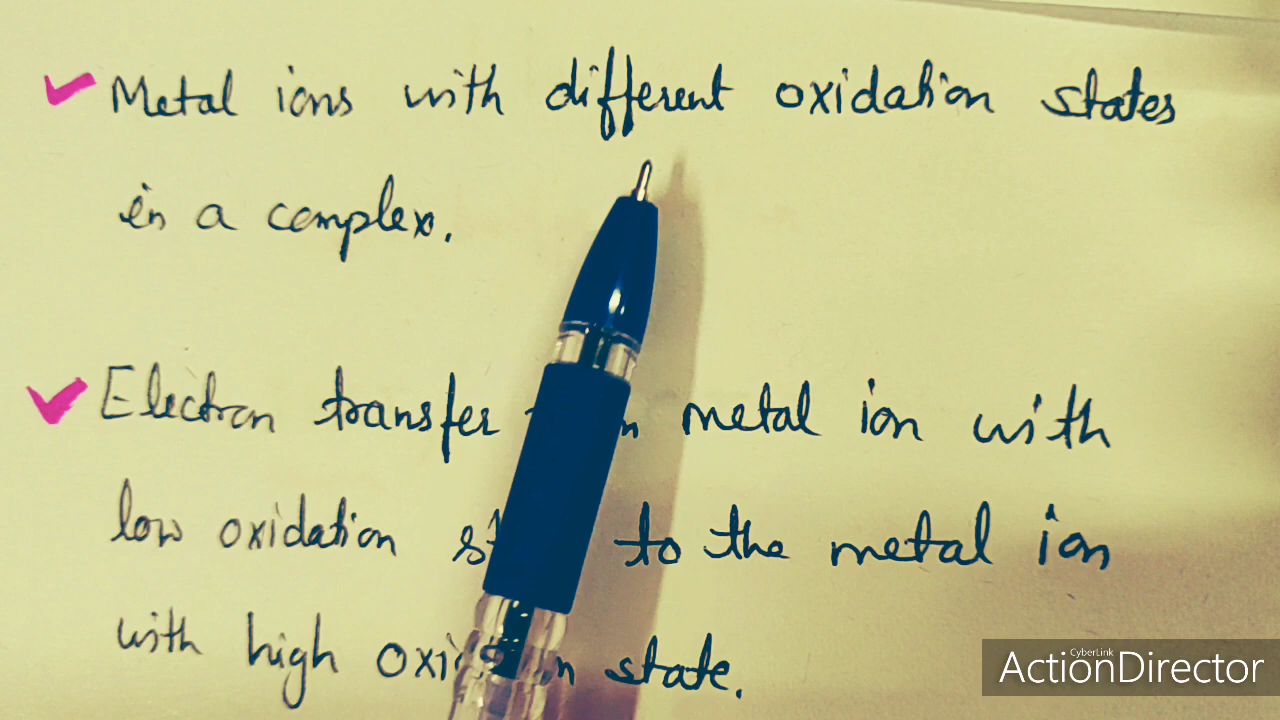 Metal ions with different oxidation states
in a complex.
Electron transfer metal ion with
low oxidation to the metal ion
with high state.
CyberLink
ActionDirector